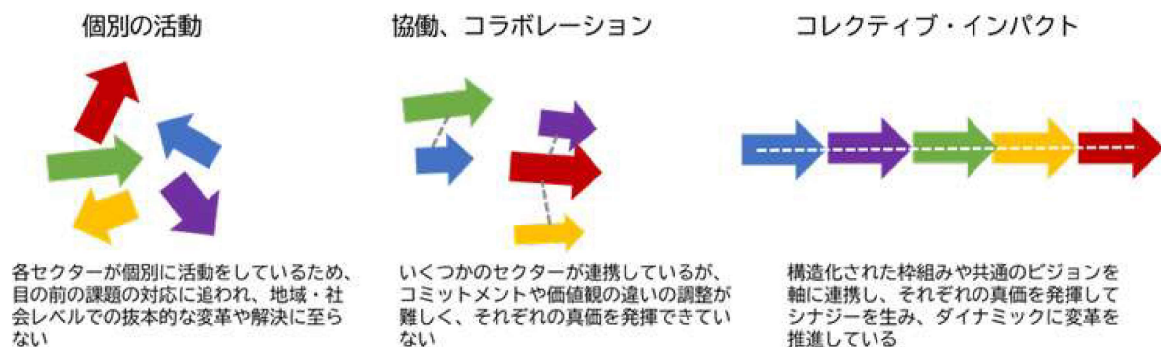 個別の活動
協働、コラボレーション
コレクティブ・インパクト
各セクターが個別に活動をしているため、
目の前の課題の対応に追われ、地域・社
会レベルでの抜本的な変革や解決に至ら
ない
いくつかのセクターが連携しているが、
コミットメントや価値観の違いの調整が
難しく、それぞれの真価を発揮できてい
ない
構造化された枠組みや共通のビジョンを
軸に連携し、それぞれの真価を発揮して
シナジーを生み、ダイナミックに変革を
推進している